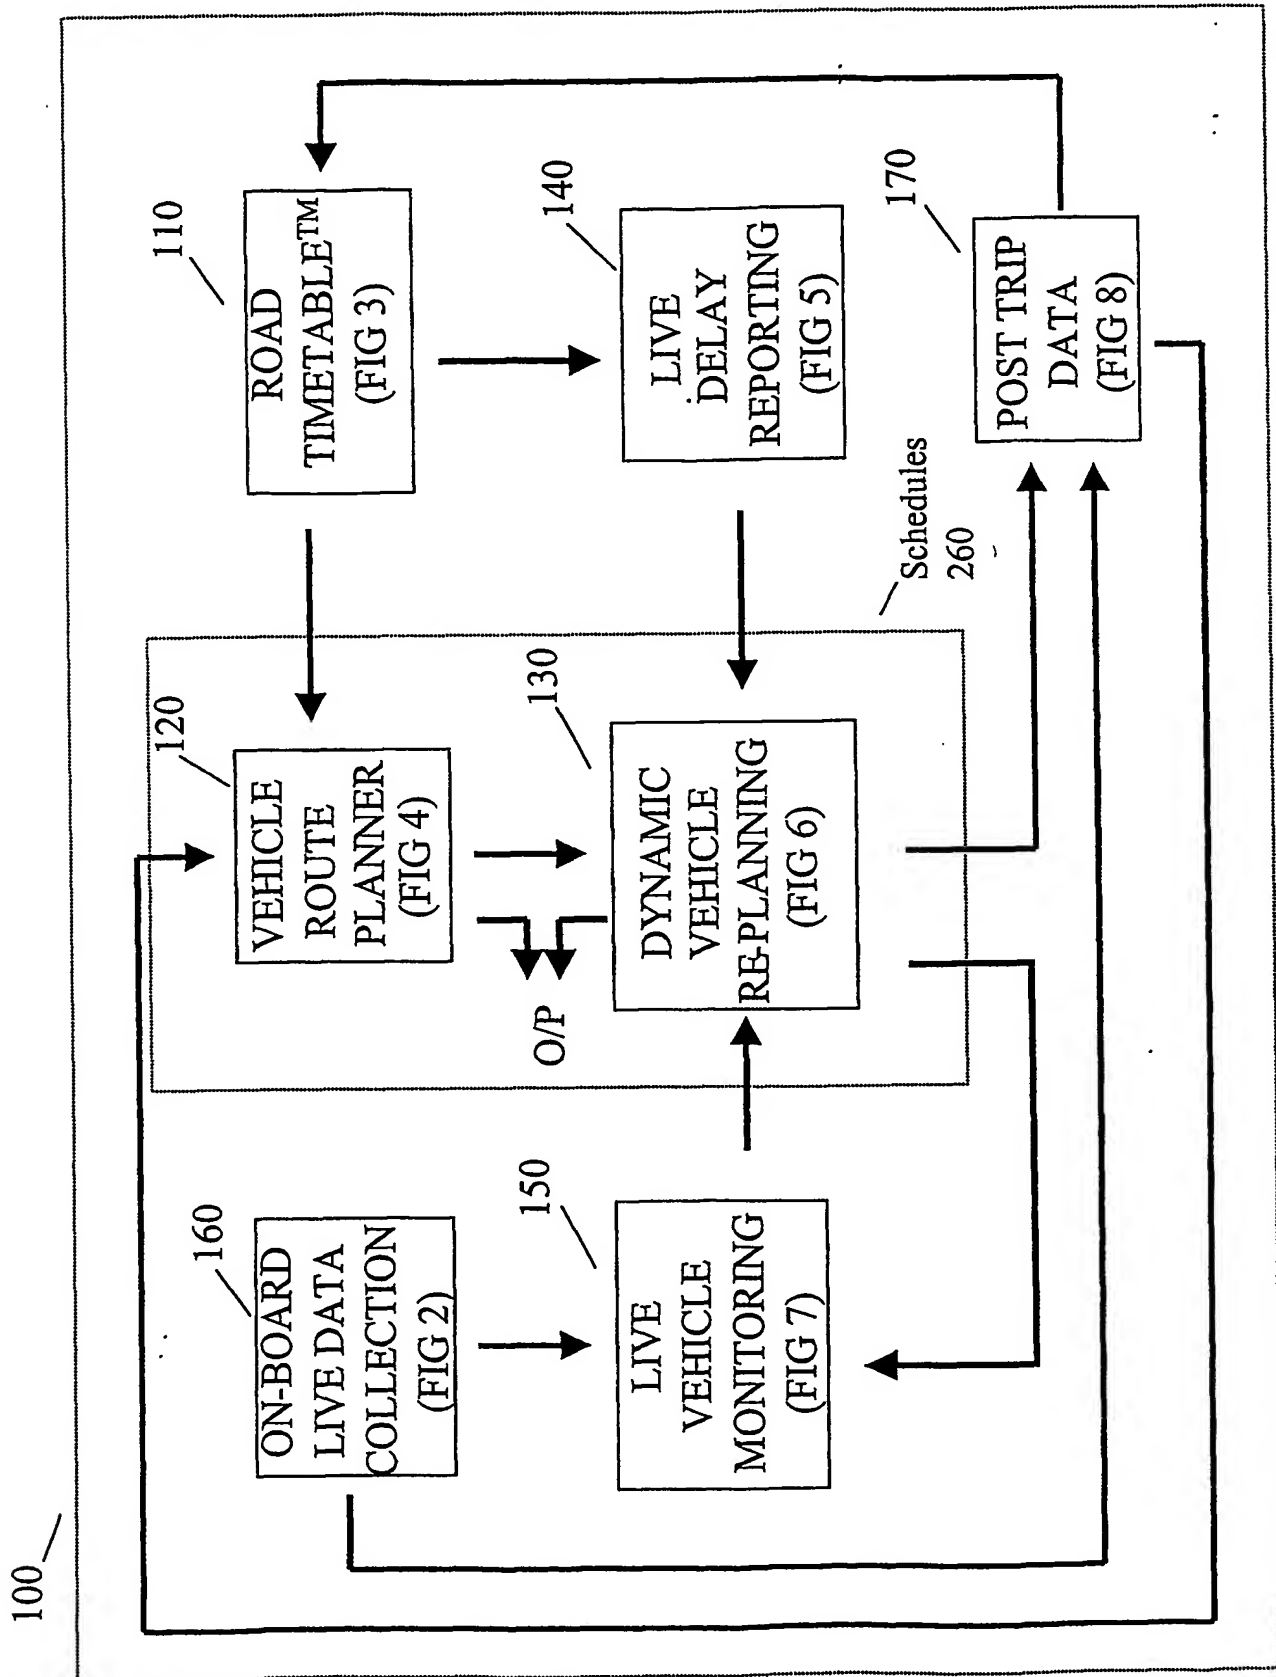 100
160
ON-BOARD
LIVE DATA
COLLECTION
(FIG 2)
120
VEHICLE
ROUTE
PLANNER
(FIG 4)
110
ROAD
TIMETABLE™
(FIG 3)
O/P
150
LIVE
VEHICLE
MONITORING
(FIG 7)
130
DYNAMIC
VEHICLE
RE-PLANNING
(FIG 6)
140
LIVE
DELAY
REPORTING
(FIG 5)
Schedules
260
170
POST TRIP
DATA
(FIG 8)